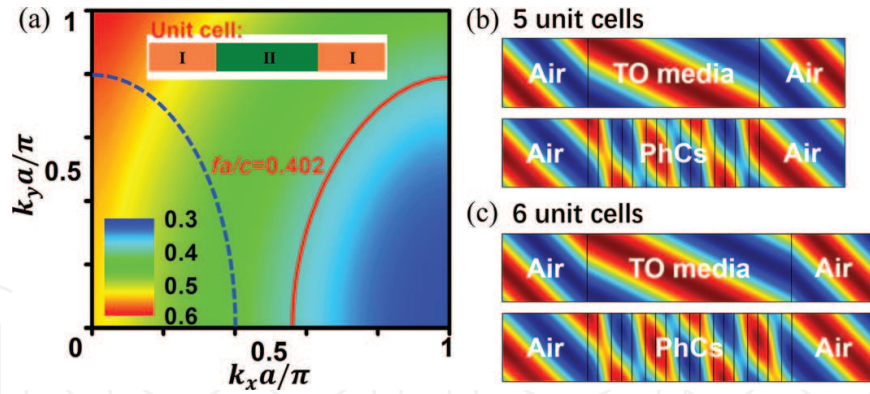 (a)
Unit cell:
I II I
1
0.5
0
k_y a/π
fa/c=0.402
0.3
0.4
0.5
0.6
0.5
1
k_x a/π
(b) 5 unit cells
Air TO media Air
Air PhCs Air
(c) 6 unit cells
Air TO media Air
Air PhCs Air